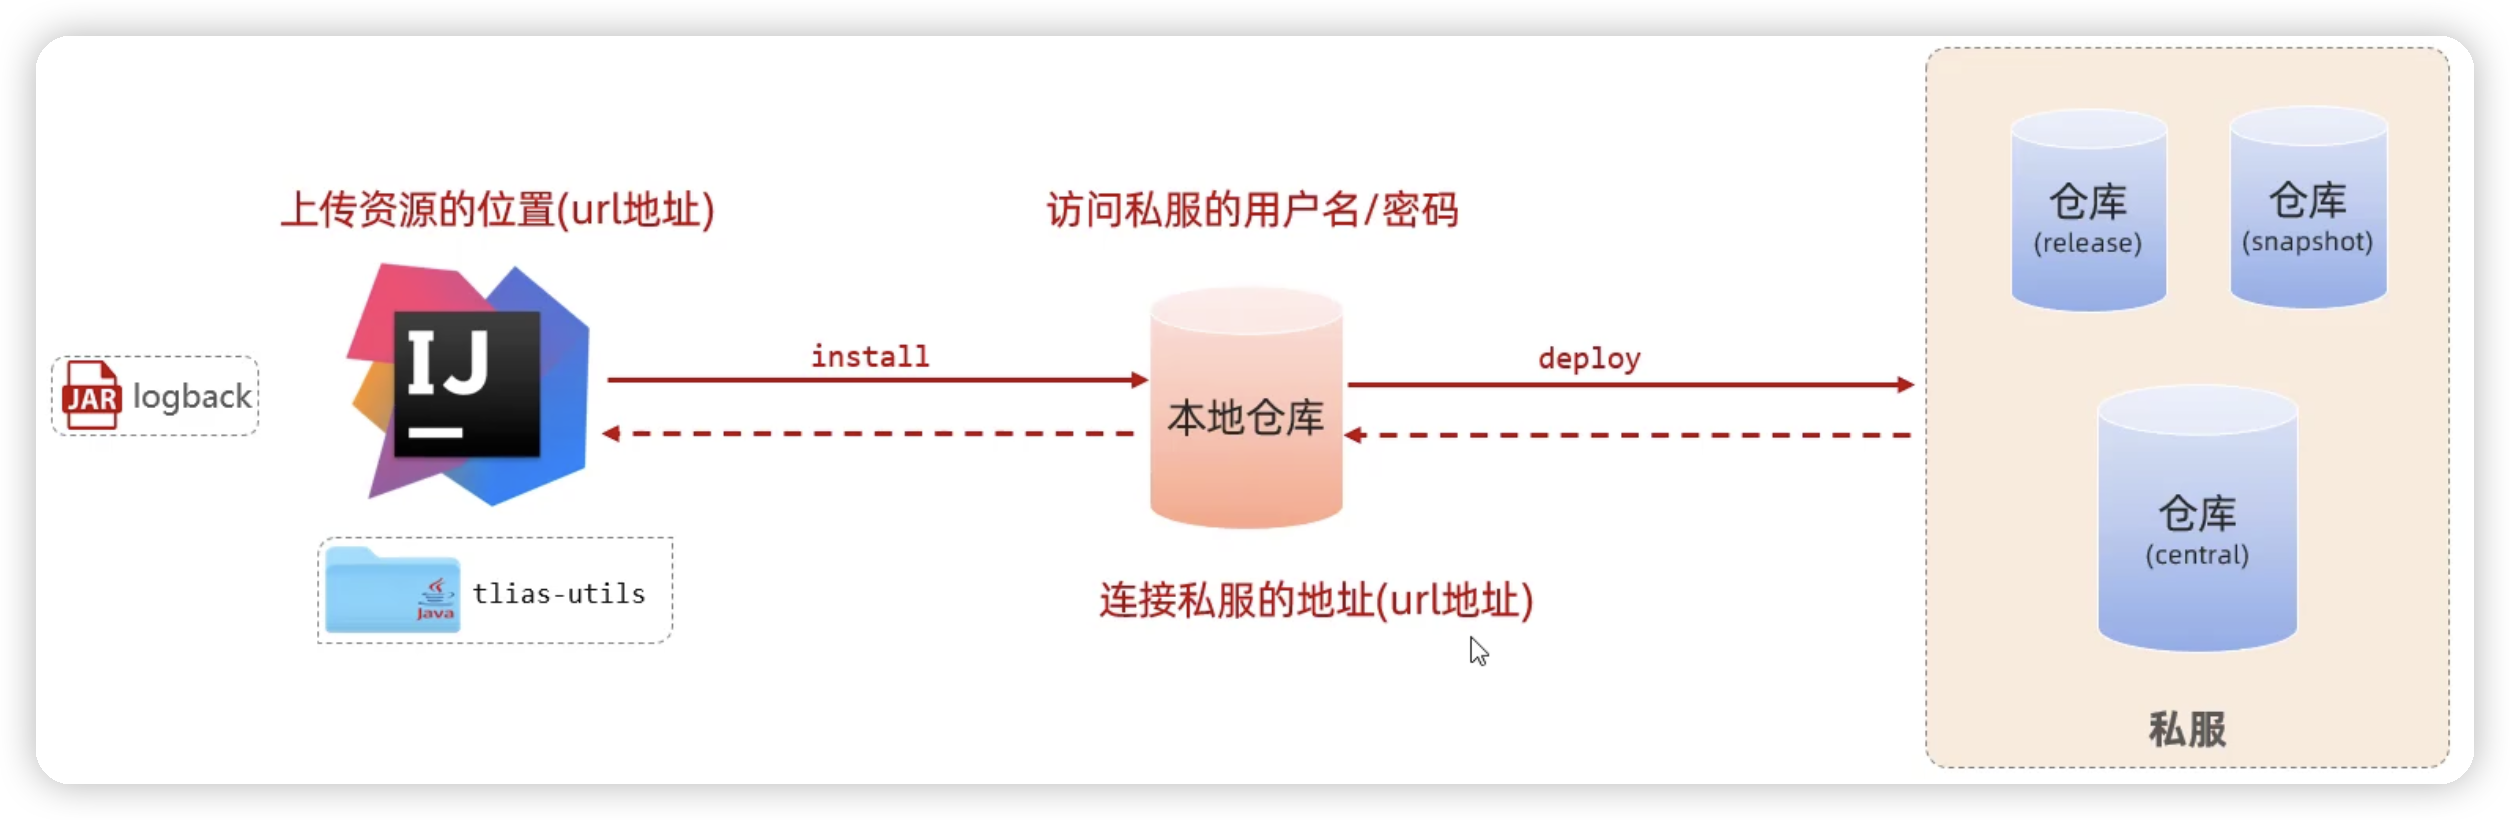 上传资源的位置(url地址)
访问私服的用户名/密码
仓库
(release)
仓库
(snapshot)
IJ
JAR
logback
install
deploy
本地仓库
仓库
(central)
Java
tlias-utils
连接私服的地址(url地址)
私服